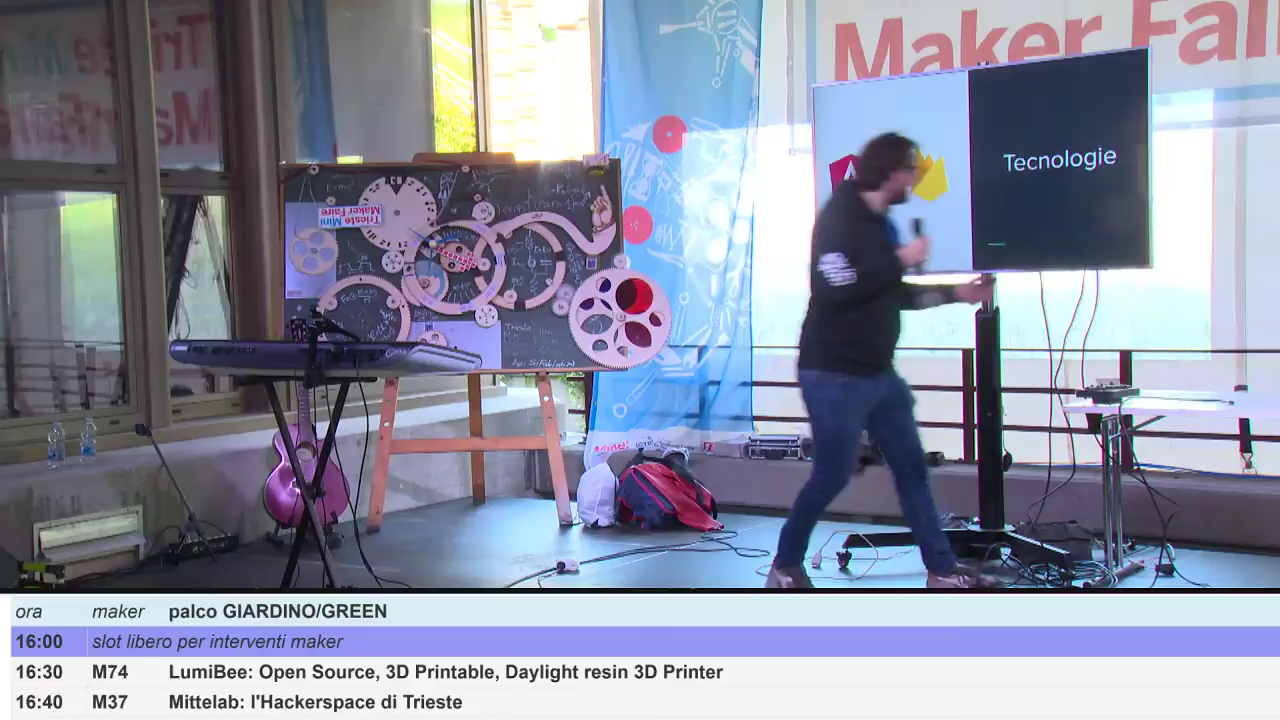 Maker Fai
Tecnologie
Trieste Mini
Maker Faire
ora maker palco GIARDINO/GREEN
16:00 slot libero per interventi maker
16:30 M74 LumiBee: Open Source, 3D Printable, Daylight resin 3D Printer
16:40 M37 Mittelab: l'Hackerspace di Trieste